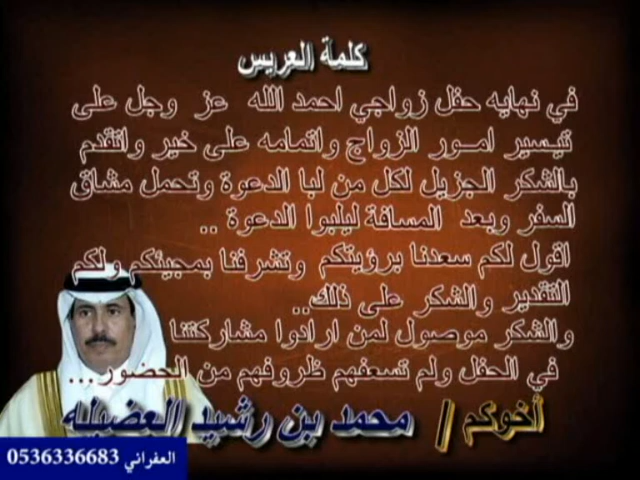 كلمة العريس
في نهايه حفل زواجي احمد الله عز وجل على
تيسير امور الزواج واتمامه على خير واتقدم
بالشكر الجزيل لكل من لبا الدعوة وتحمل مشاق
السفر وبعد المسافة ليلبوا الدعوة ..
اقول لكم سعدنا برؤيتكم وتشرفنا بمجيئكم ولكم
التقدير والشكر على ذلك..
والشكر موصول لمن ارادوا مشاركتنا
في الحفل ولم تسعفهم ظروفهم من الحضور...
أخوكم / محمد بن رشيد العضيله
العفراني 0536336683